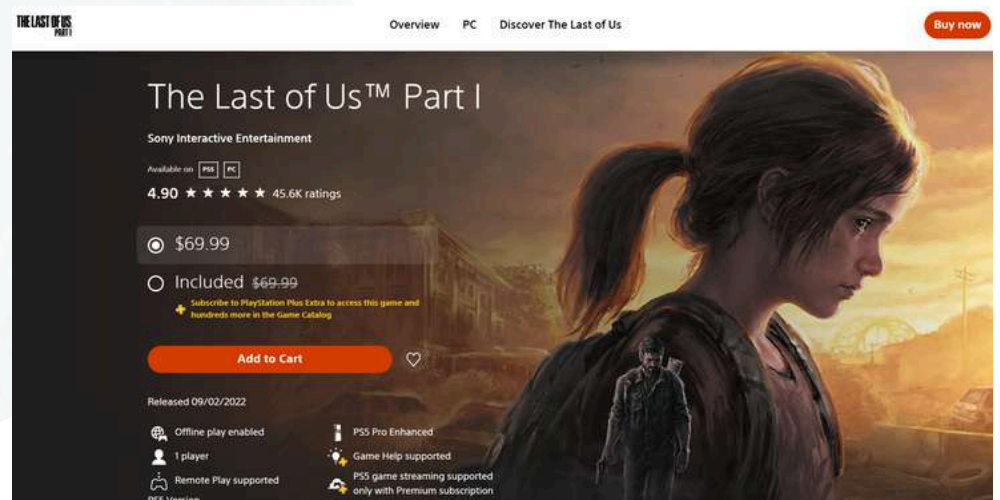 THE LAST OF US
PART I
Overview PC Discover The Last of Us
Buy now
The Last of Us™ Part I
Sony Interactive Entertainment
Available on PS5 PC
4.90 ★ ★ ★ ★ ★ 45.6K ratings
$69.99
Included $69.99
Subscribe to PlayStation Plus Extra to access this game and
hundreds more in the Game Catalog
Add to Cart
Released 09/02/2022
Offline play enabled
1 player
Remote Play supported
PS5 Version
PS5 Pro Enhanced
Game Help supported
PS5 game streaming supported
only with Premium subscription